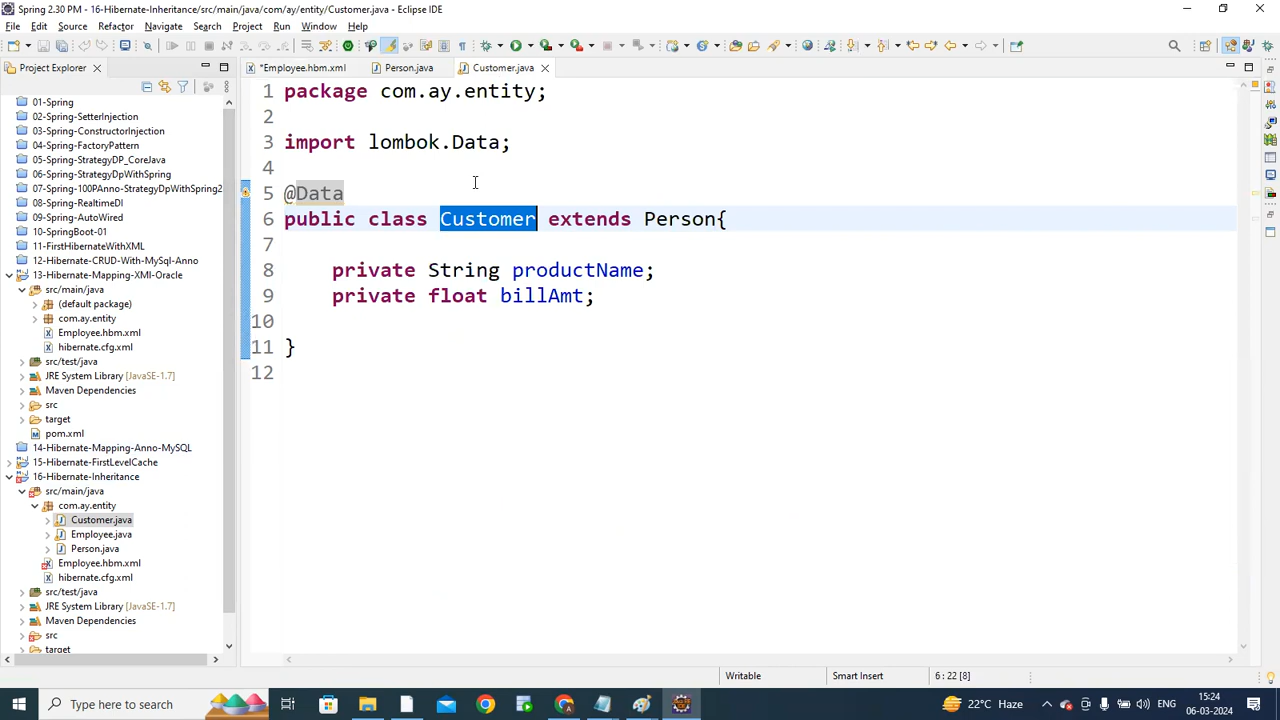 Spring 2.30 PM - 16-Hibernate-Inheritance/src/main/java/com/ay/entity/Customer.java - Eclipse IDE
File Edit Source Refactor Navigate Search Project Run Window Help
Project Explorer
*Employee.hbm.xml Person.java Customer.java
01-Spring
02-Spring-SetterInjection
03-Spring-ConstructorInjection
04-Spring-FactoryPattern
05-Spring-StrategyDP_CoreJava
06-Spring-StrategyDpWithSpring
07-Spring-100PAnno-StrategyDpWithSpring2
08-Spring-RealtimeDI
09-Spring-AutoWired
10-SpringBoot-01
11-FirstHibernateWithXML
12-Hibernate-CRUD-With-MySql-Anno
13-Hibernate-Mapping-XMl-Oracle
src/main/java
(default package)
com.ay.entity
Employee.hbm.xml
hibernate.cfg.xml
src/test/java
JRE System Library [JavaSE-1.7]
Maven Dependencies
src
target
pom.xml
14-Hibernate-Mapping-Anno-MySQL
15-Hibernate-FirstLevelCache
16-Hibernate-Inheritance
src/main/java
com.ay.entity
Customer.java
Employee.java
Person.java
Employee.hbm.xml
hibernate.cfg.xml
src/test/java
JRE System Library [JavaSE-1.7]
Maven Dependencies
src
target
1 package com.ay.entity;
2
3 import lombok.Data;
4
5 @Data
6 public class Customer extends Person{
7
8 private String productName;
9 private float billAmt;
10
11 }
12
Writable Smart Insert 6 : 22 [8]
Type here to search
22°C Haze
ENG
15:24
06-03-2024